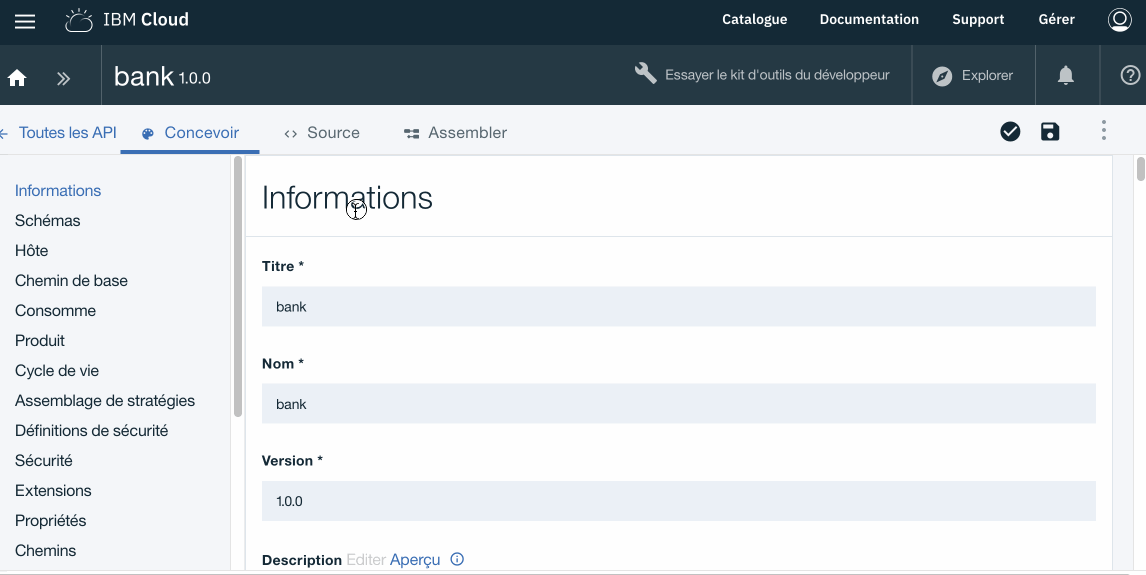 IBM Cloud Catalogue Documentation Support Gérer
bank 1.0.0 Essayer le kit d'outils du développeur Explorer
Toutes les API Concevoir Source Assembler
Informations
Schémas
Hôte
Chemin de base
Consomme
Produit
Cycle de vie
Assemblage de stratégies
Définitions de sécurité
Sécurité
Extensions
Propriétés
Chemins
Informations
Titre *
bank
Nom *
bank
Version *
1.0.0
Description Editer Aperçu